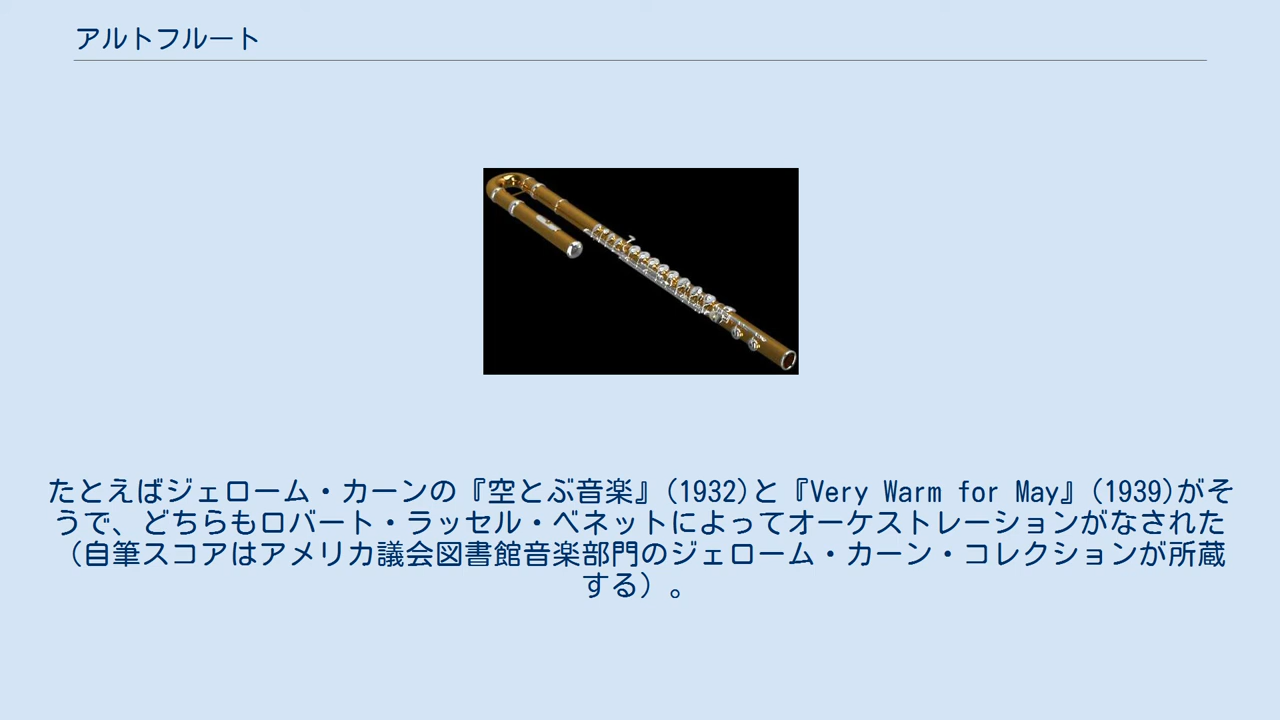 アルトフルート
たとえばジェローム・カーンの『空とぶ音楽』(1932)と『Very Warm for May』(1939)がそ
うで、どちらもロバート・ラッセル・ベネットによってオーケストレーションがなされた
（自筆スコアはアメリカ議会図書館音楽部門のジェローム・カーン・コレクションが所蔵
する）。